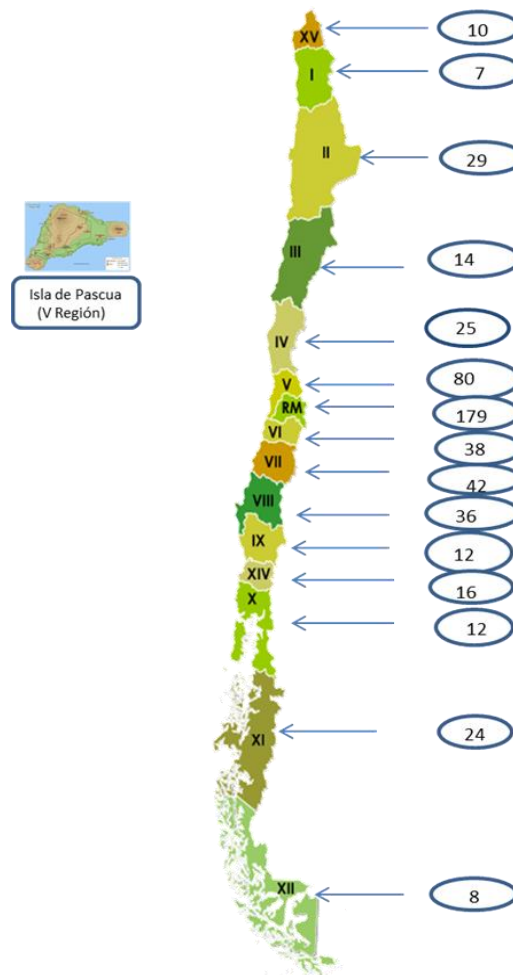 XV
10
I
7
II
29
Isla de Pascua
(V Región)
III
14
IV
25
V
80
RM
179
VI
38
VII
42
VIII
36
IX
12
XIV
16
X
12
XI
24
XII
8